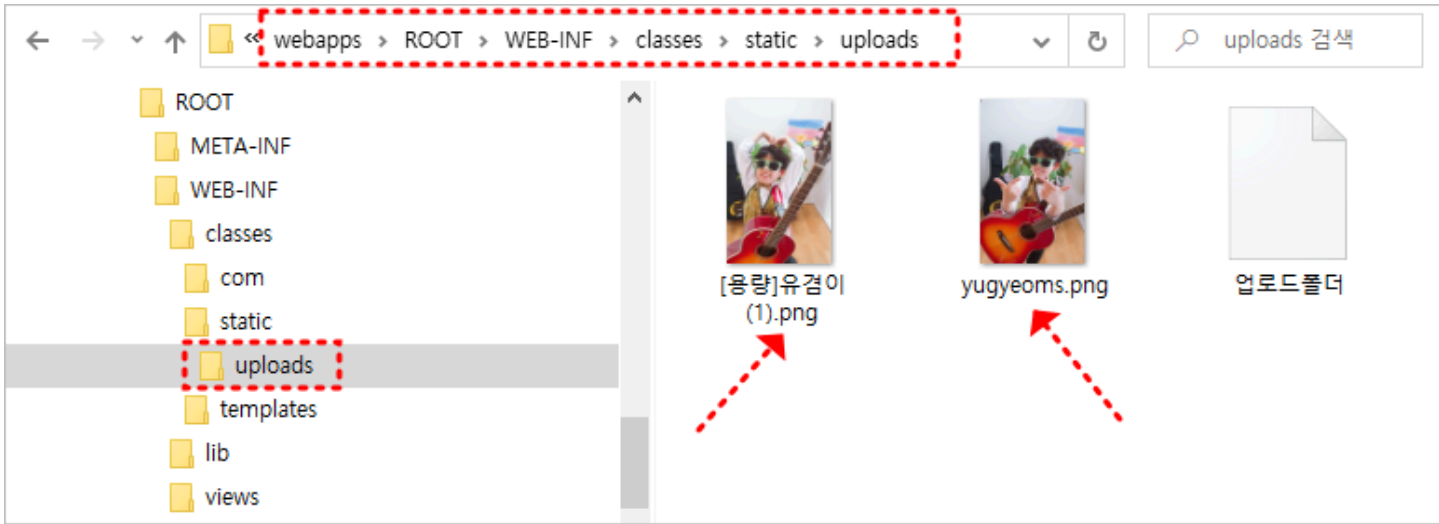 « webapps > ROOT > WEB-INF > classes > static > uploads
uploads 검색
ROOT
META-INF
WEB-INF
classes
com
static
uploads
templates
lib
views
[용량]유겸이
(1).png
yugyeoms.png
업로드폴더